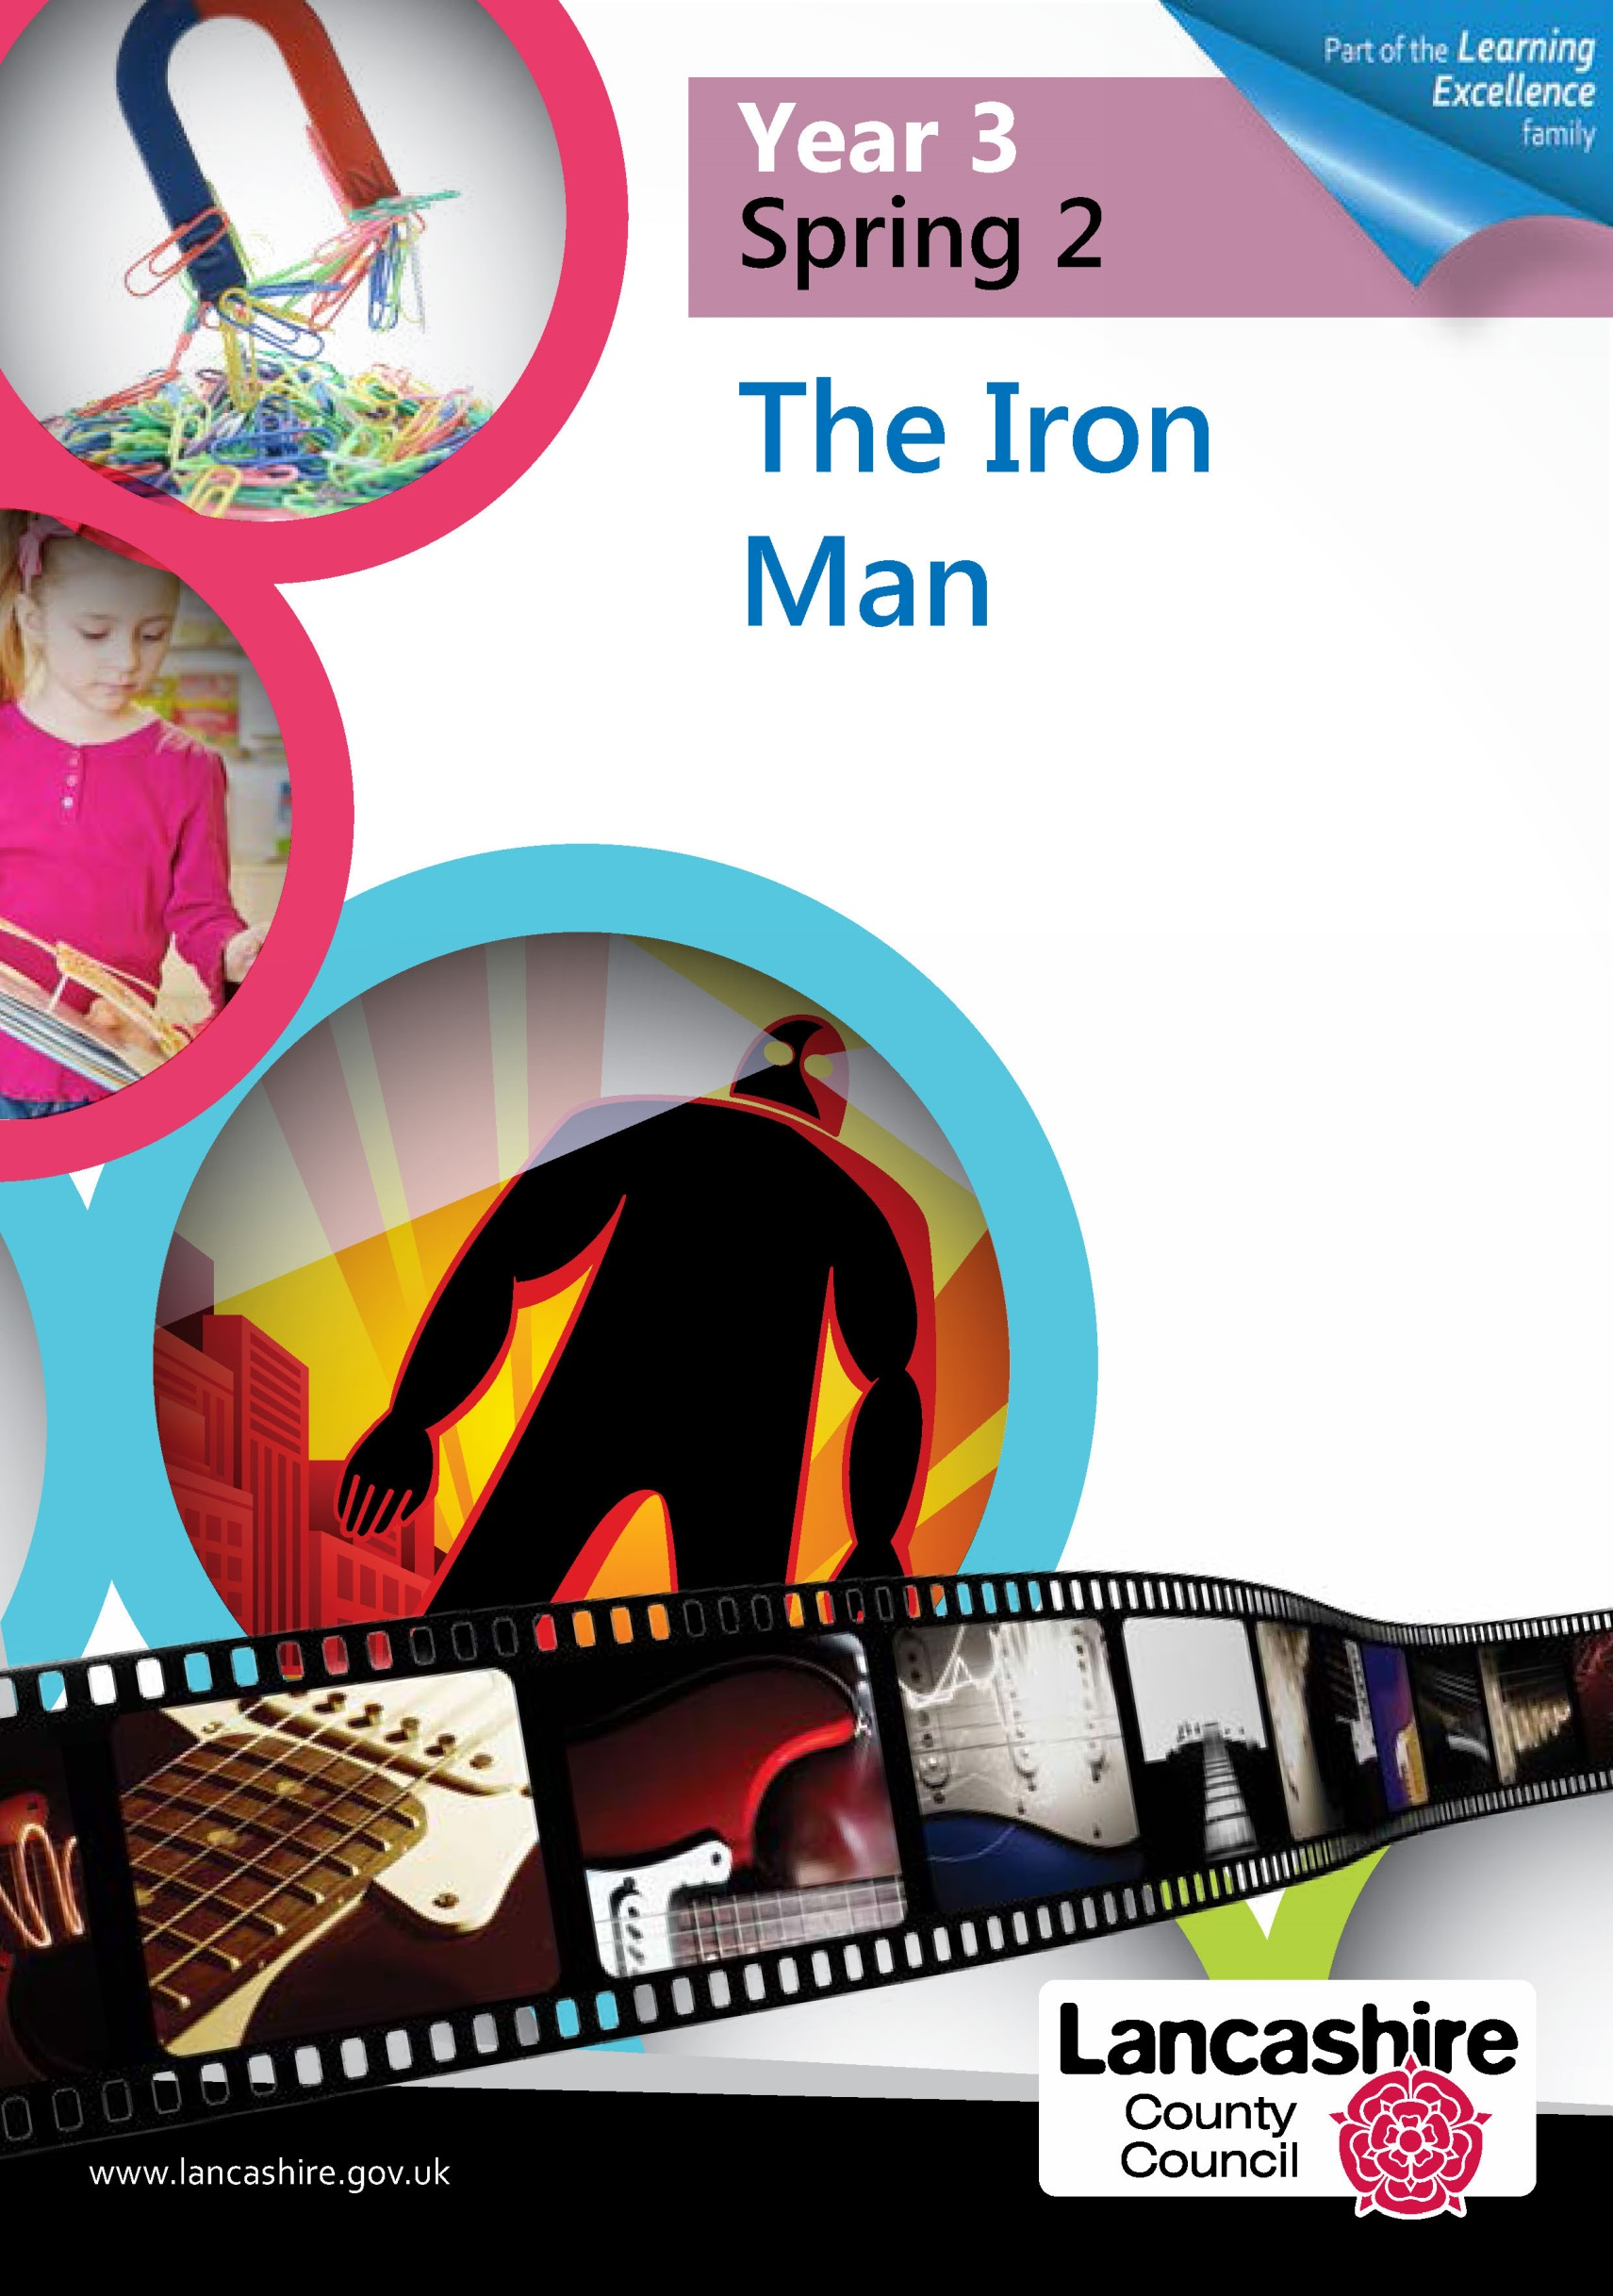 Part of the Learning
Excellence
family
Year 3
Spring 2
The Iron
Man
Lancashire
County
Council
www.lancashire.gov.uk